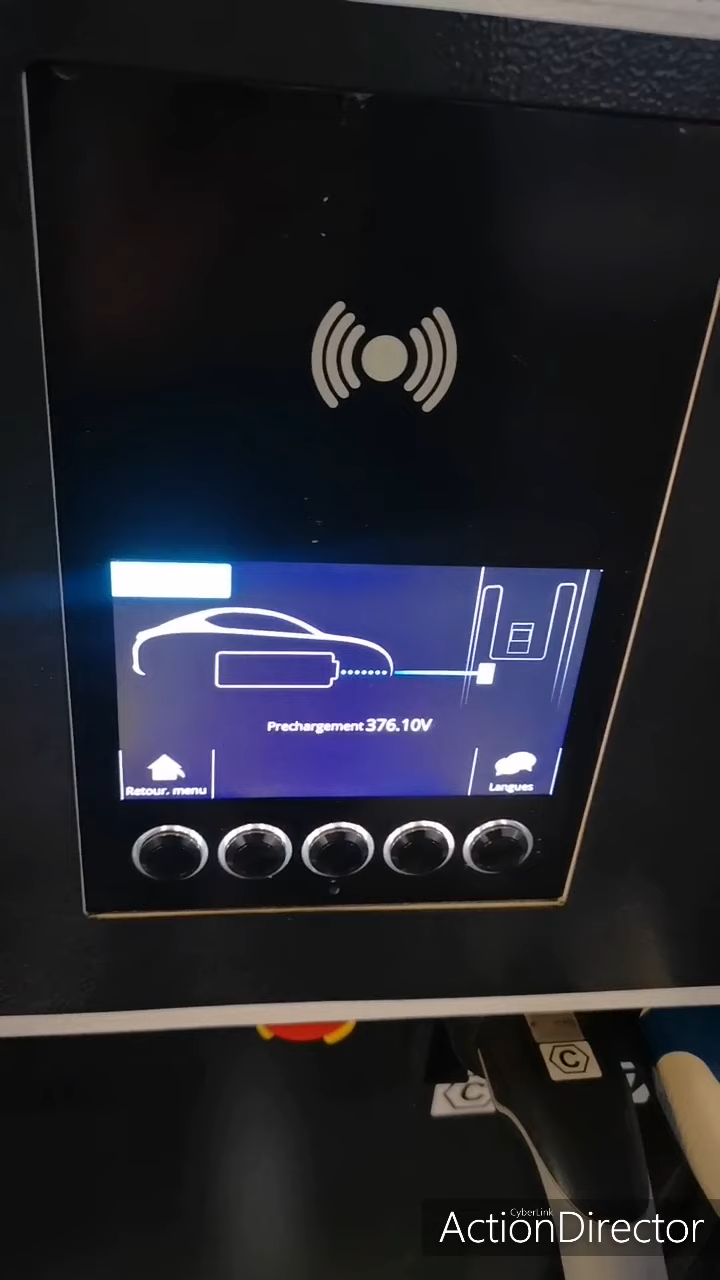 Prechargement 376.10V
Retour. menu
Langues
C
C
CyberLink
ActionDirector